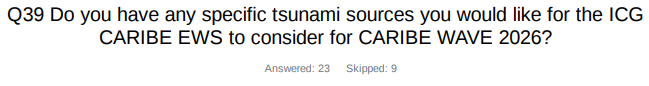 Q39 Do you have any specific tsunami sources you would like for the ICG
CARIBE EWS to consider for CARIBE WAVE 2026?
Answered: 23 Skipped: 9